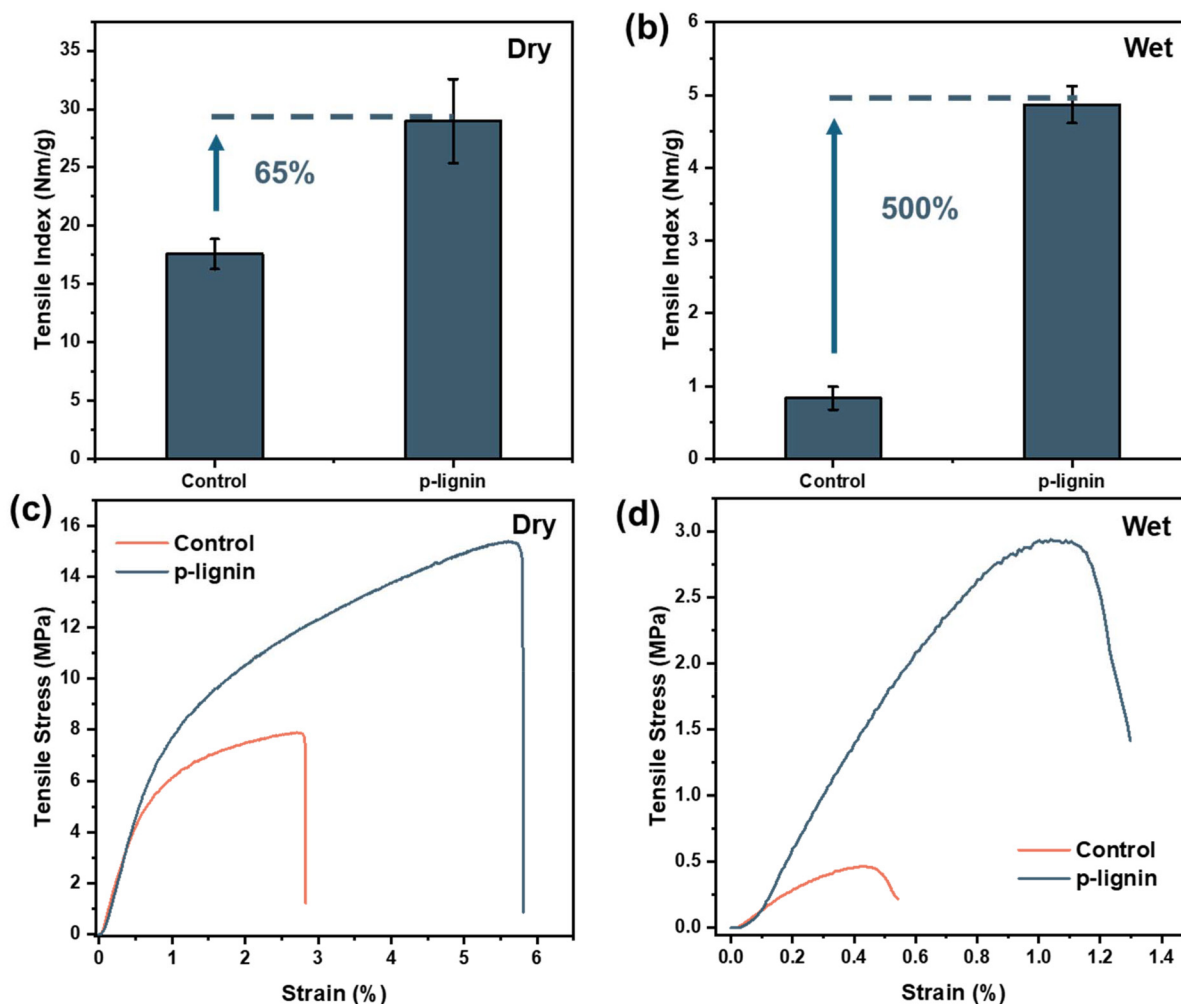 Dry
Tensile Index (Nm/g)
35
30
25
20
15
10
5
0
65%
Control
p-lignin
(b)
Wet
Tensile Index (Nm/g)
6
5
4
3
2
1
0
500%
Control
p-lignin
(c)
Dry
Control
p-lignin
Tensile Stress (MPa)
16
14
12
10
8
6
4
2
0
0 1 2 3 4 5 6
Strain (%)
(d)
Wet
Tensile Stress (MPa)
3.0
2.5
2.0
1.5
1.0
0.5
0.0
Control
p-lignin
0.0 0.2 0.4 0.6 0.8 1.0 1.2 1.4
Strain (%)